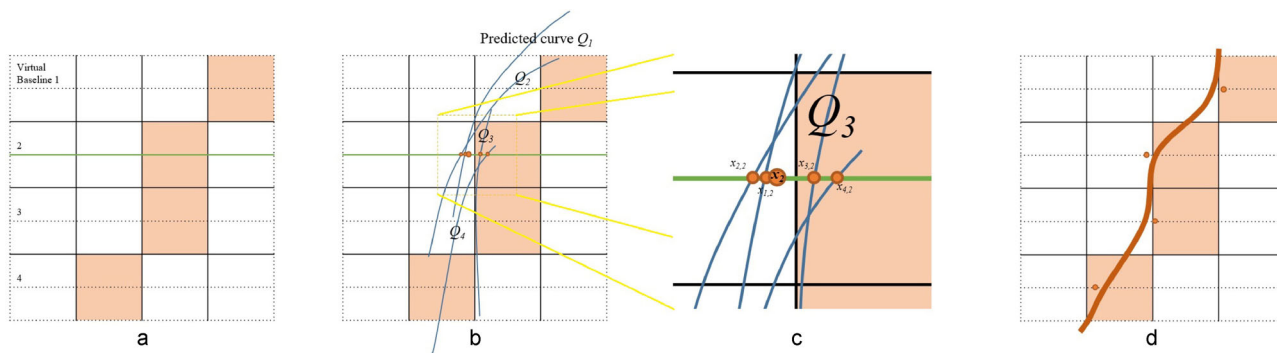 Virtual
Baseline 1
2
3
4
a
Predicted curve Q1
Q2
Q3
Q4
b
Q3
x2,2
x1,2
x2
x3,2
x4,2
c
d